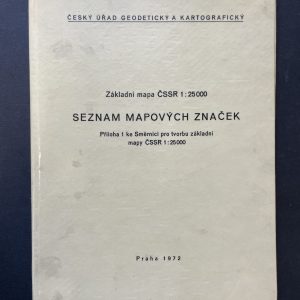 ČESKÝ ÚŘAD GEODETICKÝ A KARTOGRAFICKÝ
Základní mapa ČSSR 1:25000
SEZNAM MAPOVÝCH ZNAČEK
Příloha 1 ke Směrnici pro tvorbu základní
mapy ČSSR 1:25000
Praha 1972